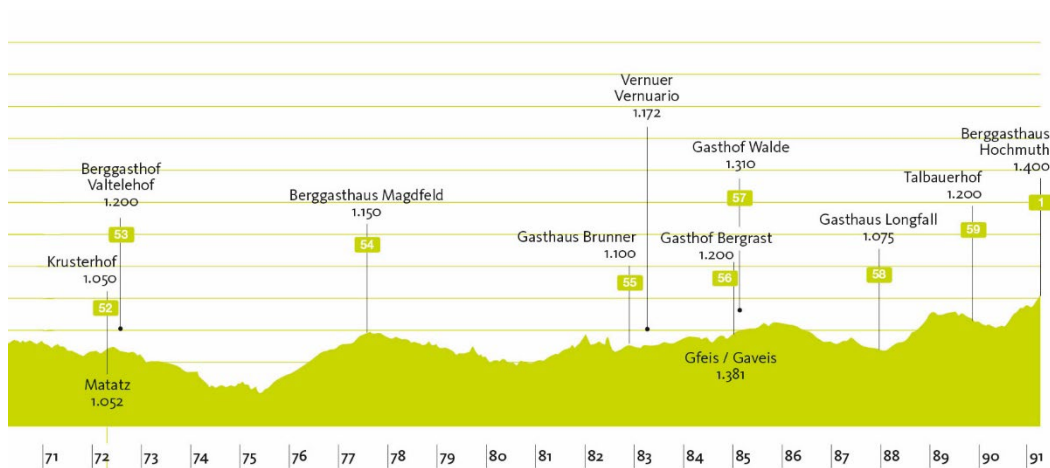 Vernuer
Vernuario
1.172
Berggasthaus
Hochmuth
1.400
Gasthof Walde
1.310
Berggasthof
Valtelehof
1.200
Talbauerhof
1.200
57
1
Berggasthaus Magdfeld
1.150
Gasthaus Longfall
1.075
53
54
59
Gasthaus Brunner
1.100
Gasthof Bergrast
1.200
Krusterhof
1.050
55
56
58
52
Gfeis / Gaveis
1.381
Matatz
1.052
71 72 73 74 75 76 77 78 79 80 81 82 83 84 85 86 87 88 89 90 91